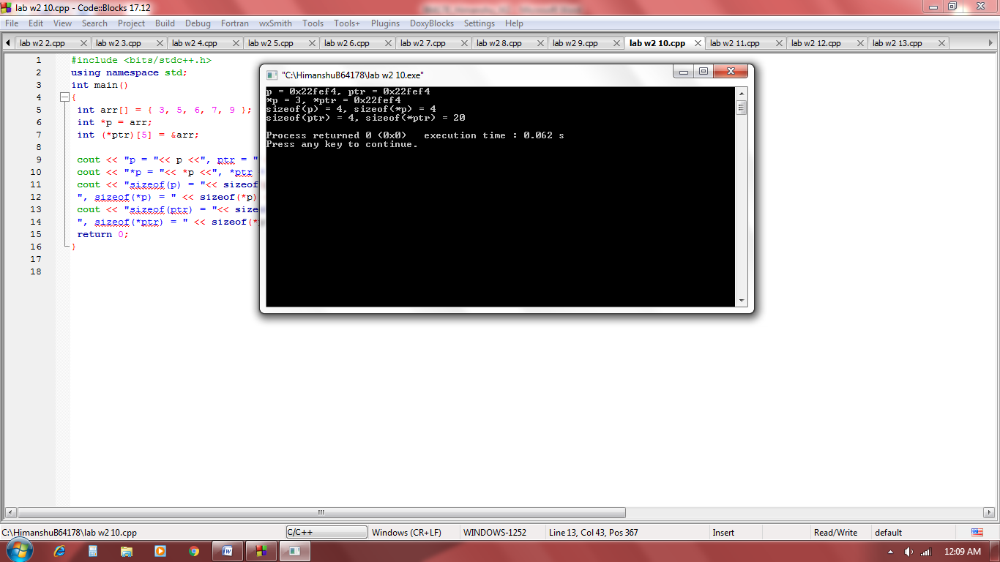 lab w2 10.cpp - Code::Blocks 17.12
File Edit View Search Project Build Debug Fortran wxSmith Tools Tools+ Plugins DoxyBlocks Settings Help
lab w2 2.cpp lab w2 3.cpp lab w2 4.cpp lab w2 5.cpp lab w2 6.cpp lab w2 7.cpp lab w2 8.cpp lab w2 9.cpp lab w2 10.cpp lab w2 11.cpp lab w2 12.cpp lab w2 13.cpp
1 #include <bits/stdc++.h>
2 using namespace std;
3 int main()
4 {
5 int arr[] = { 3, 5, 6, 7, 9 };
6 int *p = arr;
7 int (*ptr)[5] = &arr;
8
9 cout << "p = "<< p <<", ptr = "
10 cout << "*p = "<< *p <<", *ptr
11 cout << "sizeof(p) = "<< sizeof
12 ", sizeof(*p) = " << sizeof(*p)
13 cout << "sizeof(ptr) = "<< size
14 ", sizeof(*ptr) = " << sizeof(*
15 return 0;
16 }
17
18
"C:\HimanshuB64178\lab w2 10.exe"
p = 0x22fef4, ptr = 0x22fef4
*p = 3, *ptr = 0x22fef4
sizeof(p) = 4, sizeof(*p) = 4
sizeof(ptr) = 4, sizeof(*ptr) = 20
Process returned 0 (0x0) execution time : 0.062 s
Press any key to continue.
C:\HimanshuB64178\lab w2 10.cpp C/C++ Windows (CR+LF) WINDOWS-1252 Line 13, Col 43, Pos 367 Insert Read/Write default
12:09 AM